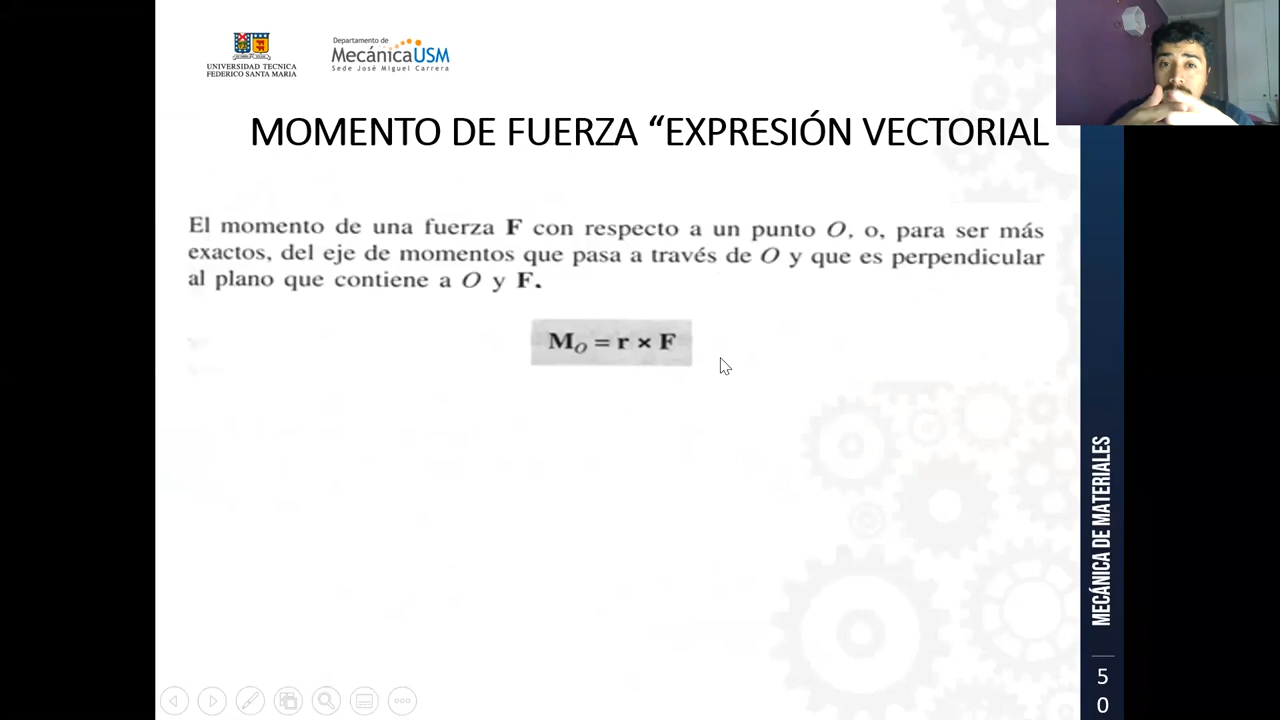 UNIVERSIDAD TECNICA
FEDERICO SANTA MARIA
Departamento de
MecánicaUSM
Sede José Miguel Carrera
MOMENTO DE FUERZA “EXPRESIÓN VECTORIAL
El momento de una fuerza F con respecto a un punto O, o, para ser más
exactos, del eje de momentos que pasa a través de O y que es perpendicular
al plano que contiene a O y F.
M_O = r × F
MECÁNICA DE MATERIALES
5
0